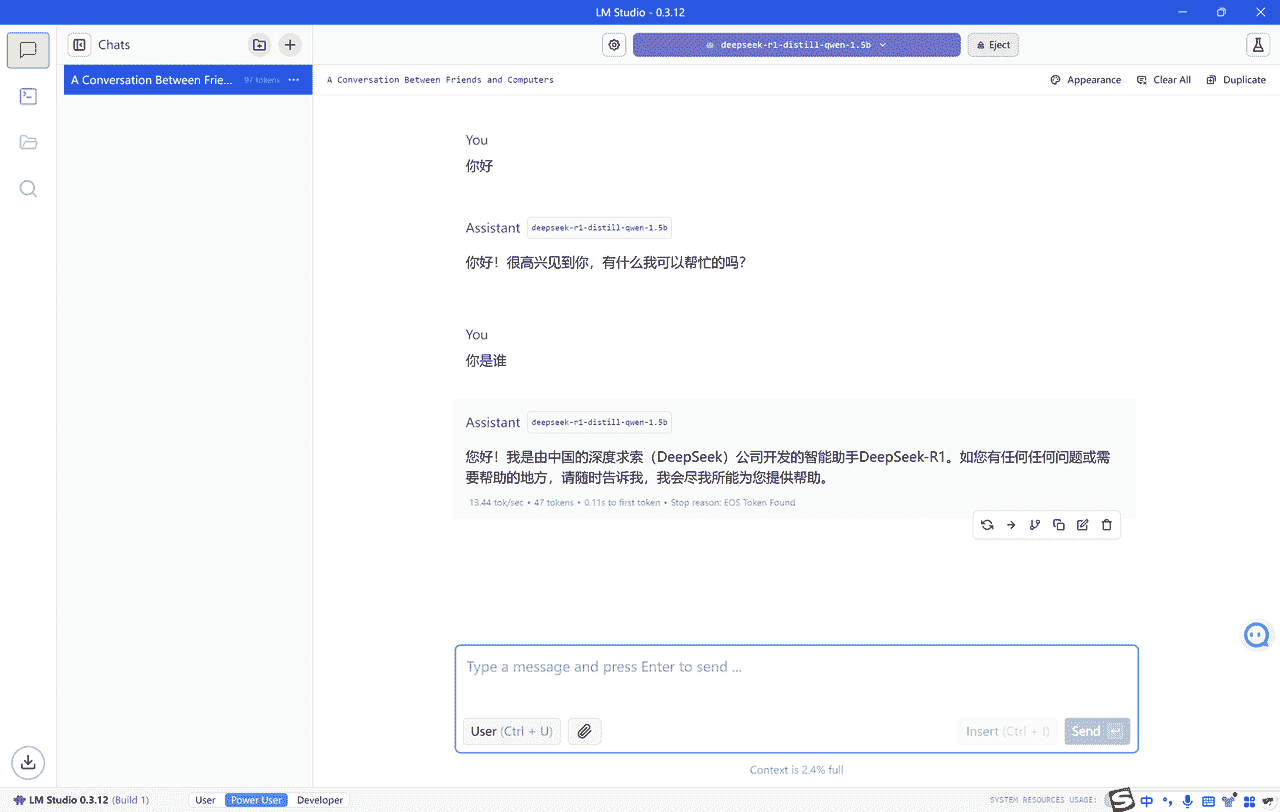 LM Studio - 0.3.12
Chats
deepseek-r1-distill-qwen-1.5b
Eject
A Conversation Between Frie... 97 tokens ...
A Conversation Between Friends and Computers
Appearance
Clear All
Duplicate
You
你好
Assistant deepseek-r1-distill-qwen-1.5b
你好！很高兴见到你，有什么我可以帮忙的吗？
You
你是谁
Assistant deepseek-r1-distill-qwen-1.5b
您好！我是由中国的深度求索（DeepSeek）公司开发的智能助手DeepSeek-R1。如您有任何任何问题或需
要帮助的地方，请随时告诉我，我会尽我所能为您提供帮助。
13.44 tok/sec • 47 tokens • 0.11s to first token • Stop reason: EOS Token Found
Type a message and press Enter to send ...
User (Ctrl + U)
Insert (Ctrl + I)
Send
Context is 2.4% full
LM Studio 0.3.12 (Build 1)
User
Power User
Developer
SYSTEM RESOURCES USAGE:
中